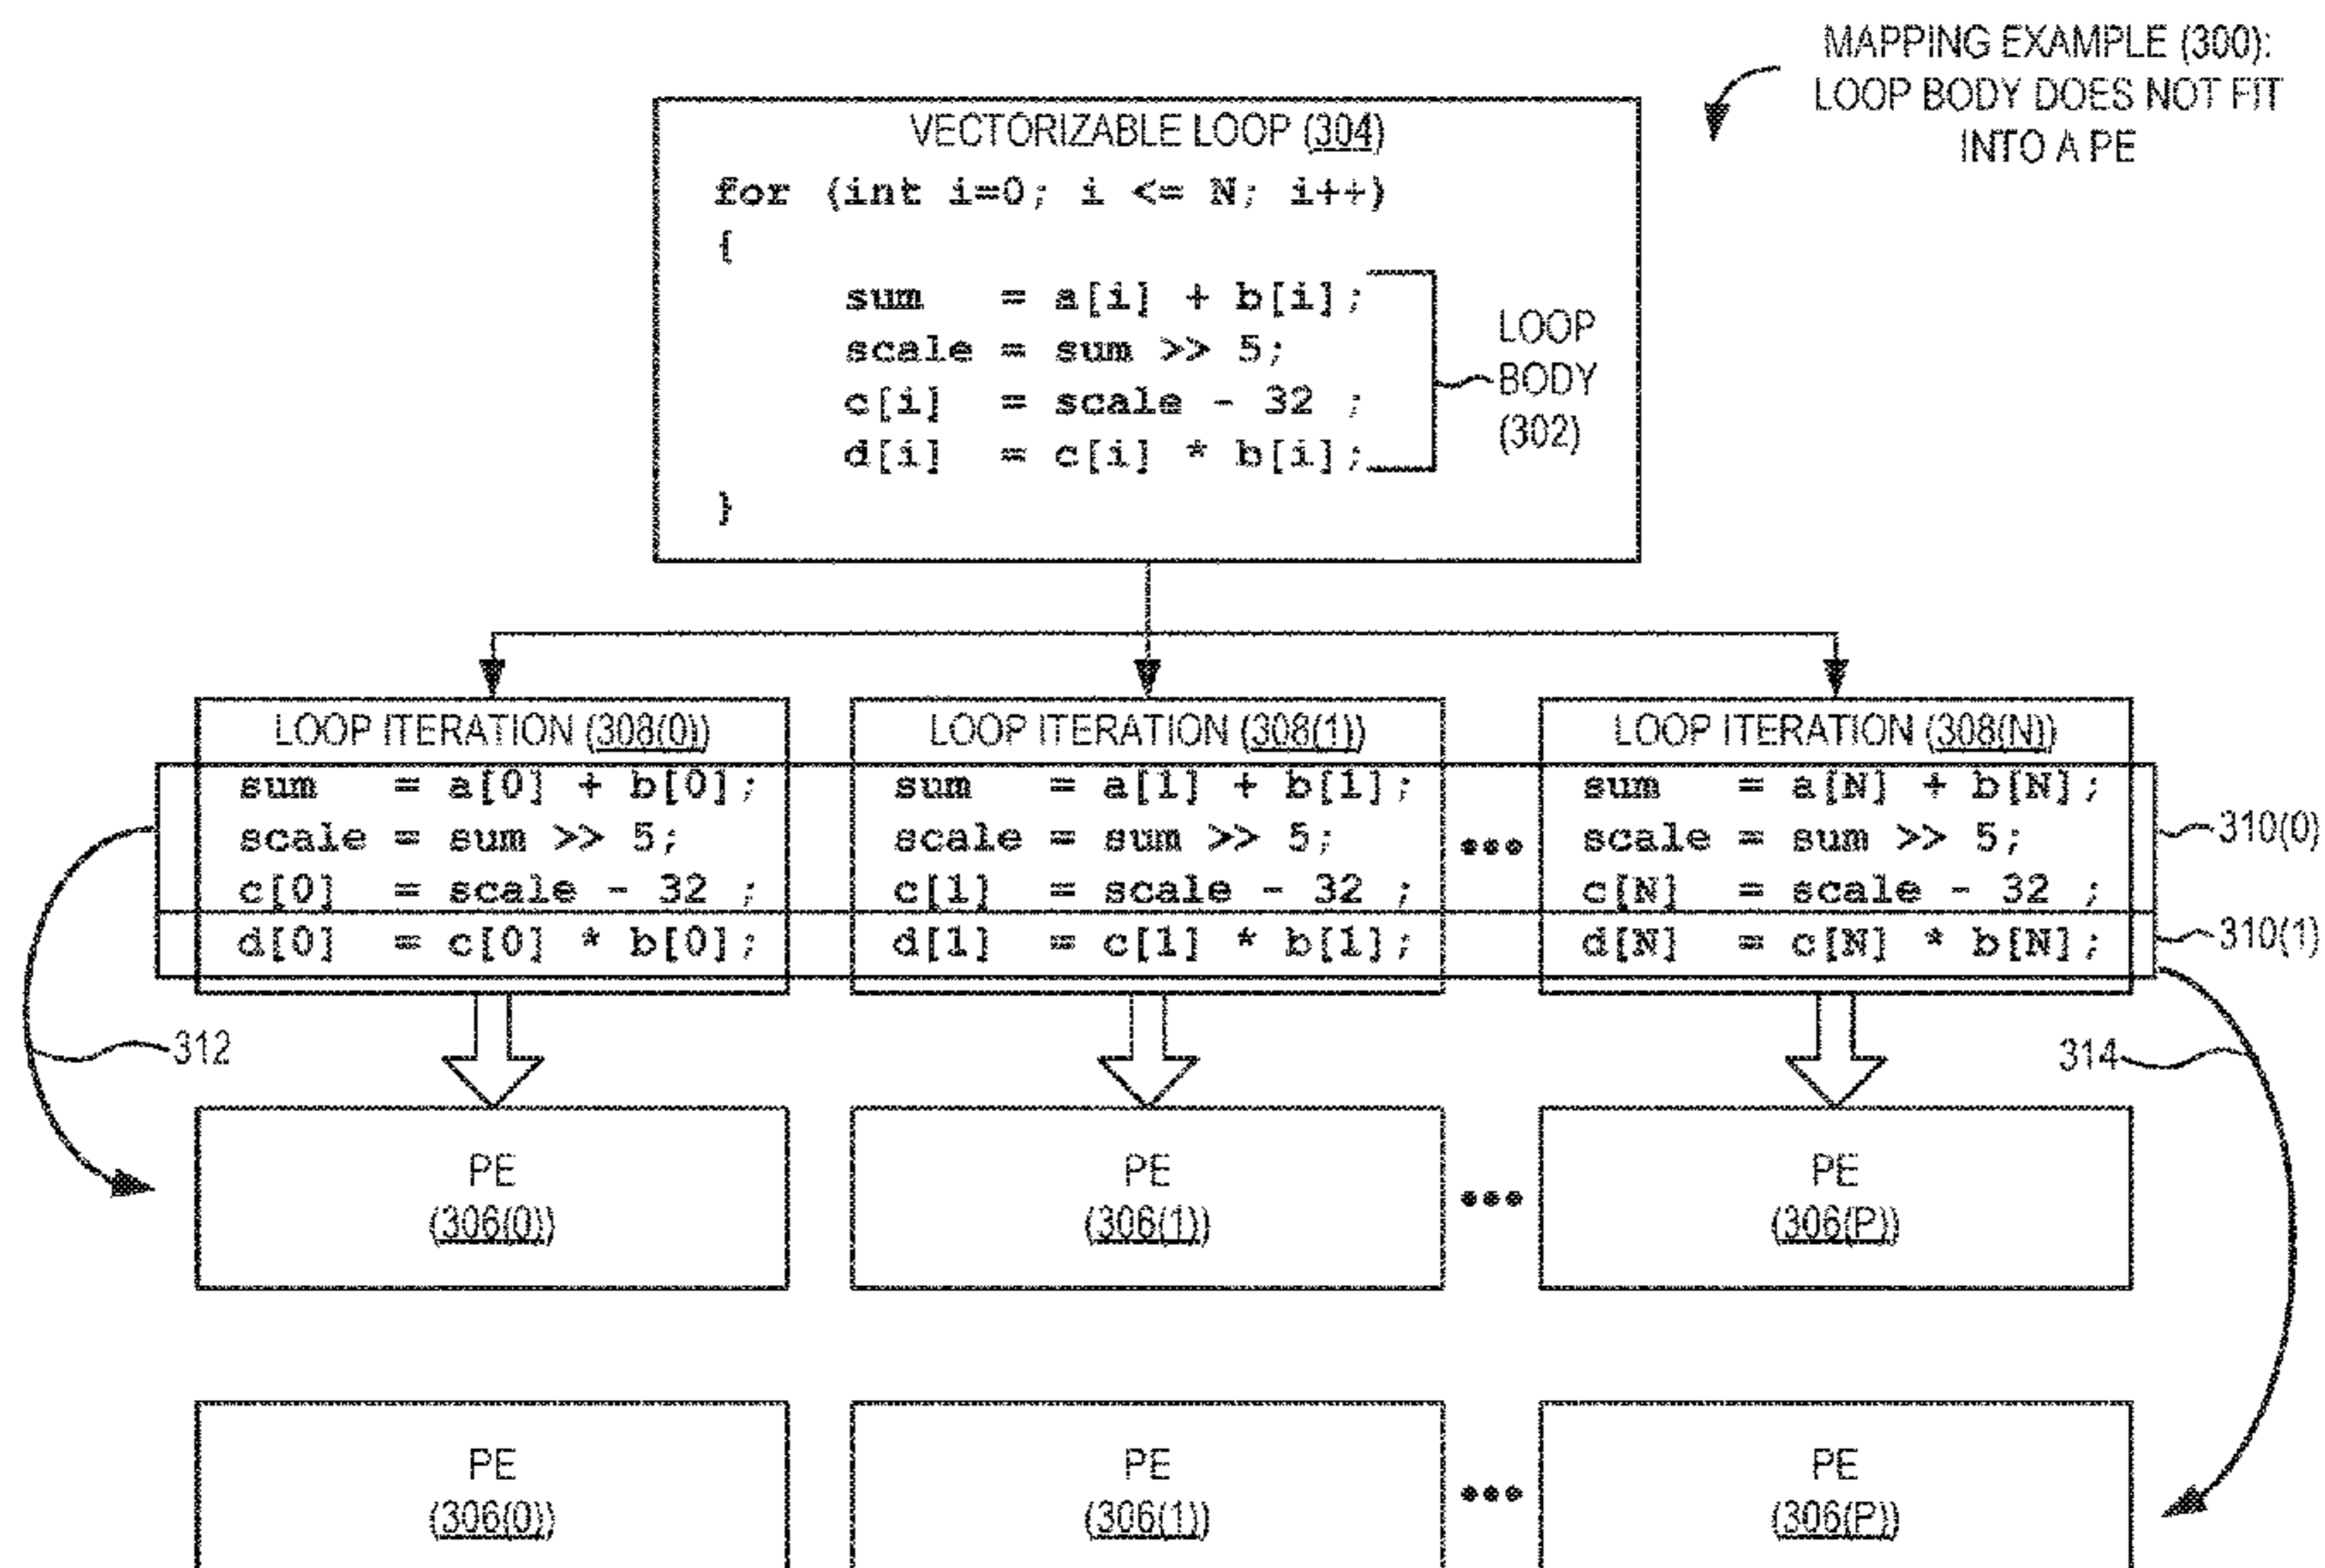 MAPPING EXAMPLE (300):
LOOP BODY DOES NOT FIT
INTO A PE
VECTORIZABLE LOOP (304)
for (int i=0; i <= N; i++)
{
sum = a[i] + b[i];
scale = sum >> 5;
c[i] = scale - 32 ;
d[i] = c[i] * b[i];
}
LOOP
BODY
(302)
LOOP ITERATION (308(0))
sum = a[0] + b[0];
scale = sum >> 5;
c[0] = scale - 32 ;
d[0] = c[0] * b[0];
LOOP ITERATION (308(1))
sum = a[1] + b[1];
scale = sum >> 5;
c[1] = scale - 32 ;
d[1] = c[1] * b[1];
LOOP ITERATION (308(N))
sum = a[N] + b[N];
scale = sum >> 5;
c[N] = scale - 32 ;
d[N] = c[N] * b[N];
310(0)
310(1)
312
314
PE
(306(0))
PE
(306(1))
PE
(306(P))
PE
(306(0))
PE
(306(1))
PE
(306(P))